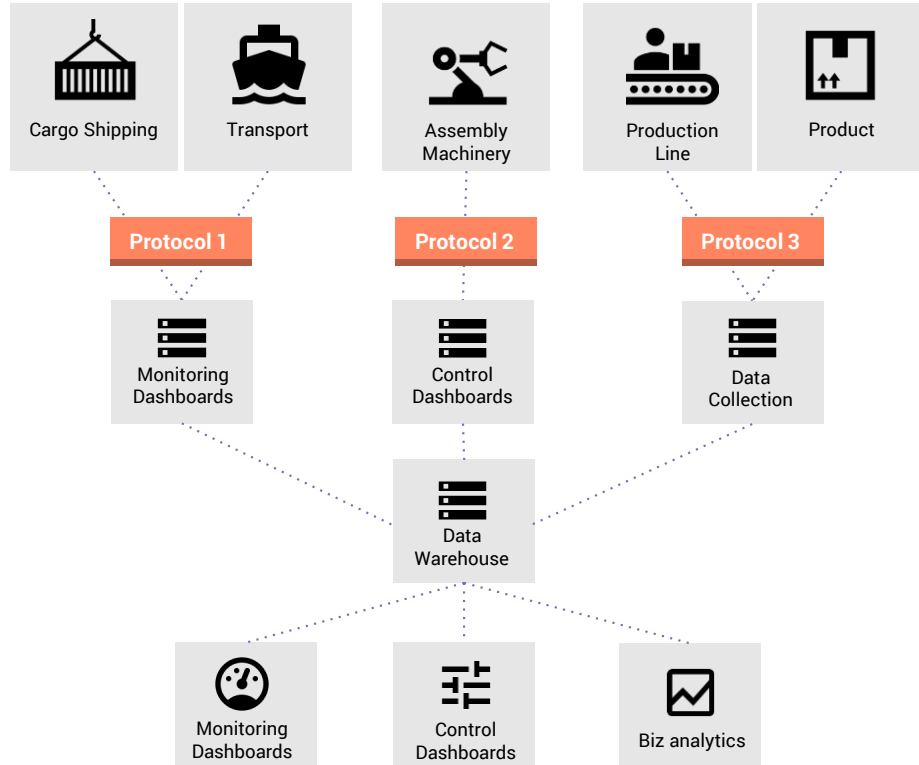 Cargo Shipping
Transport
Assembly
Machinery
Production
Line
Product
Protocol 1
Protocol 2
Protocol 3
Monitoring
Dashboards
Control
Dashboards
Data
Collection
Data
Warehouse
Monitoring
Dashboards
Control
Dashboards
Biz analytics